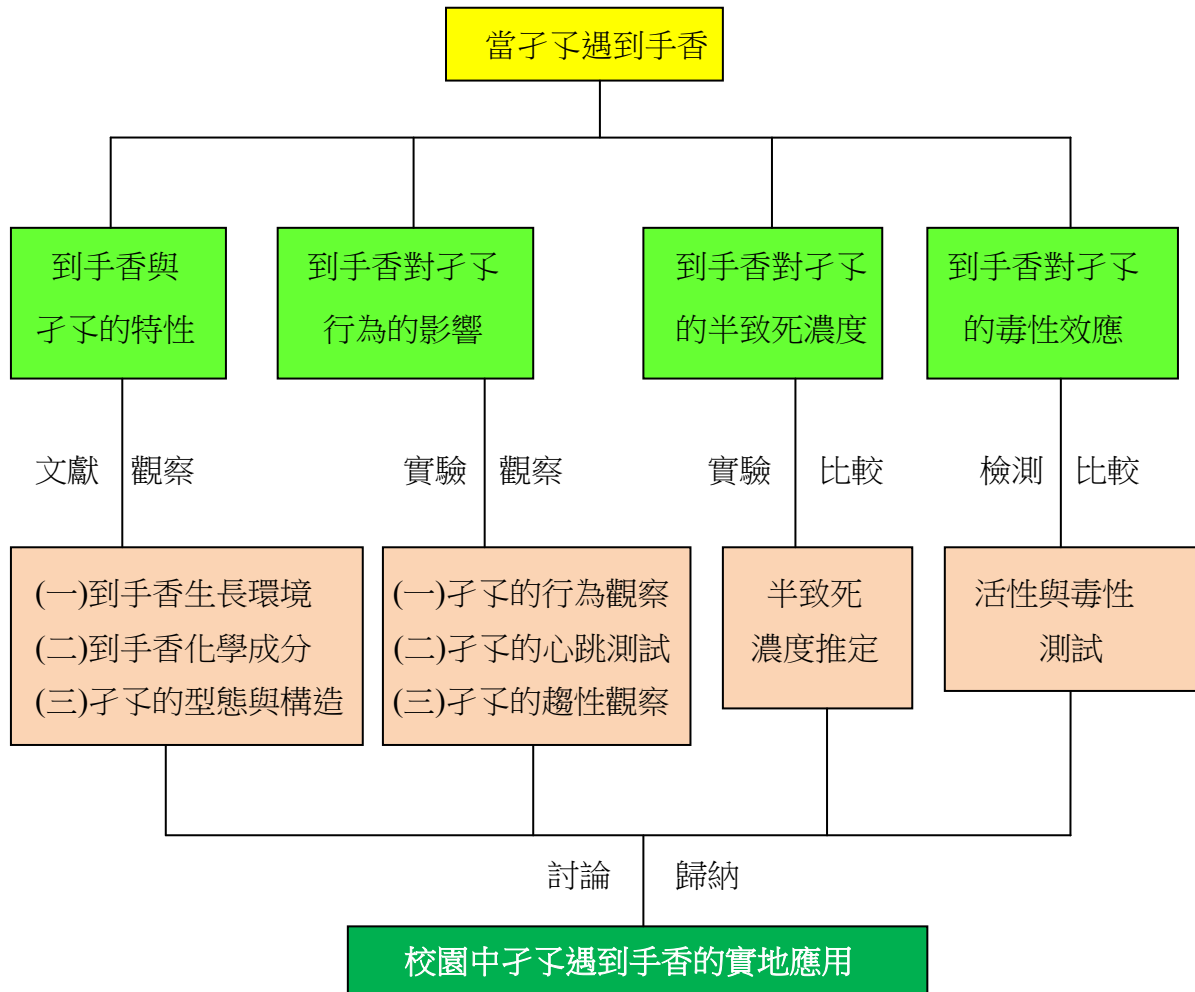 當孑孓遇到手香
到手香與
孑孓的特性
到手香對孑孓
行為的影響
到手香對孑孓
的半致死濃度
到手香對孑孓
的毒性效應
文獻 觀察
實驗 觀察
實驗 比較
檢測 比較
(一)到手香生長環境
(二)到手香化學成分
(三)孑孓的型態與構造
(一)孑孓的行為觀察
(二)孑孓的心跳測試
(三)孑孓的趨性觀察
半致死
濃度推定
活性與毒性
測試
討論 歸納
校園中孑孓遇到手香的實地應用